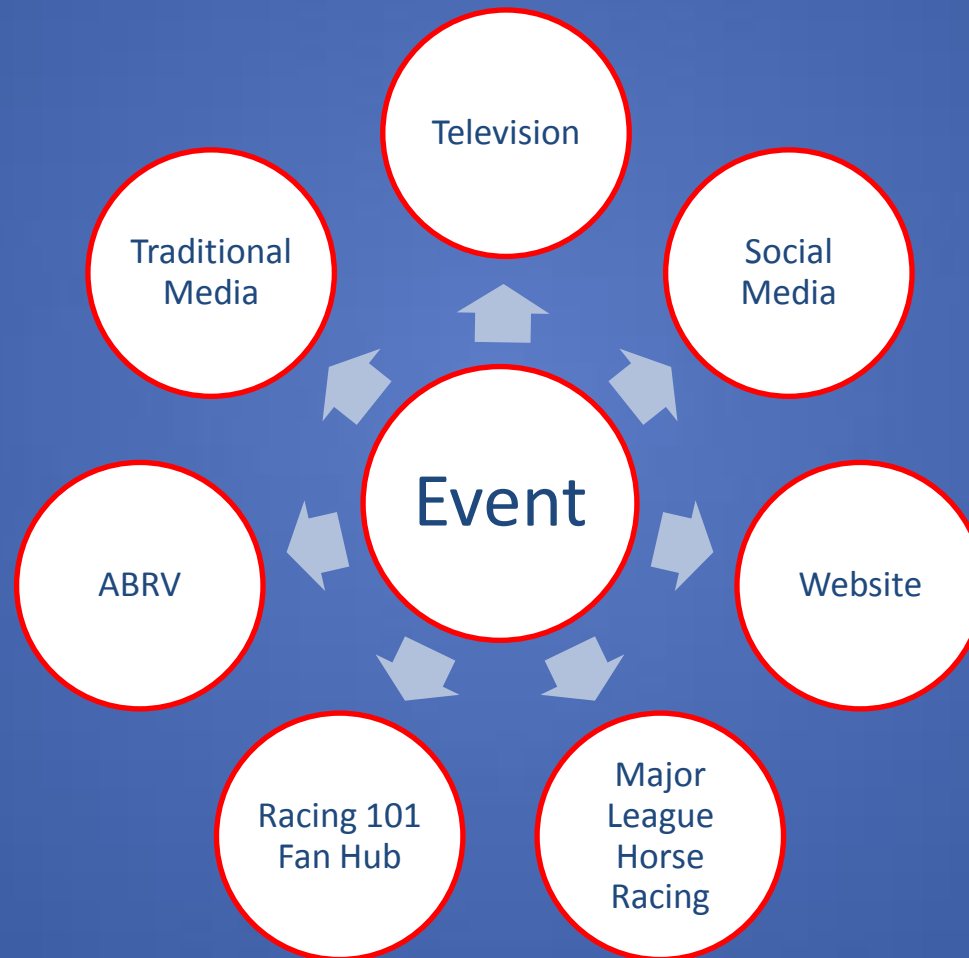 Television
Traditional
Media
Social
Media
Event
ABRV
Website
Racing 101
Fan Hub
Major
League
Horse
Racing